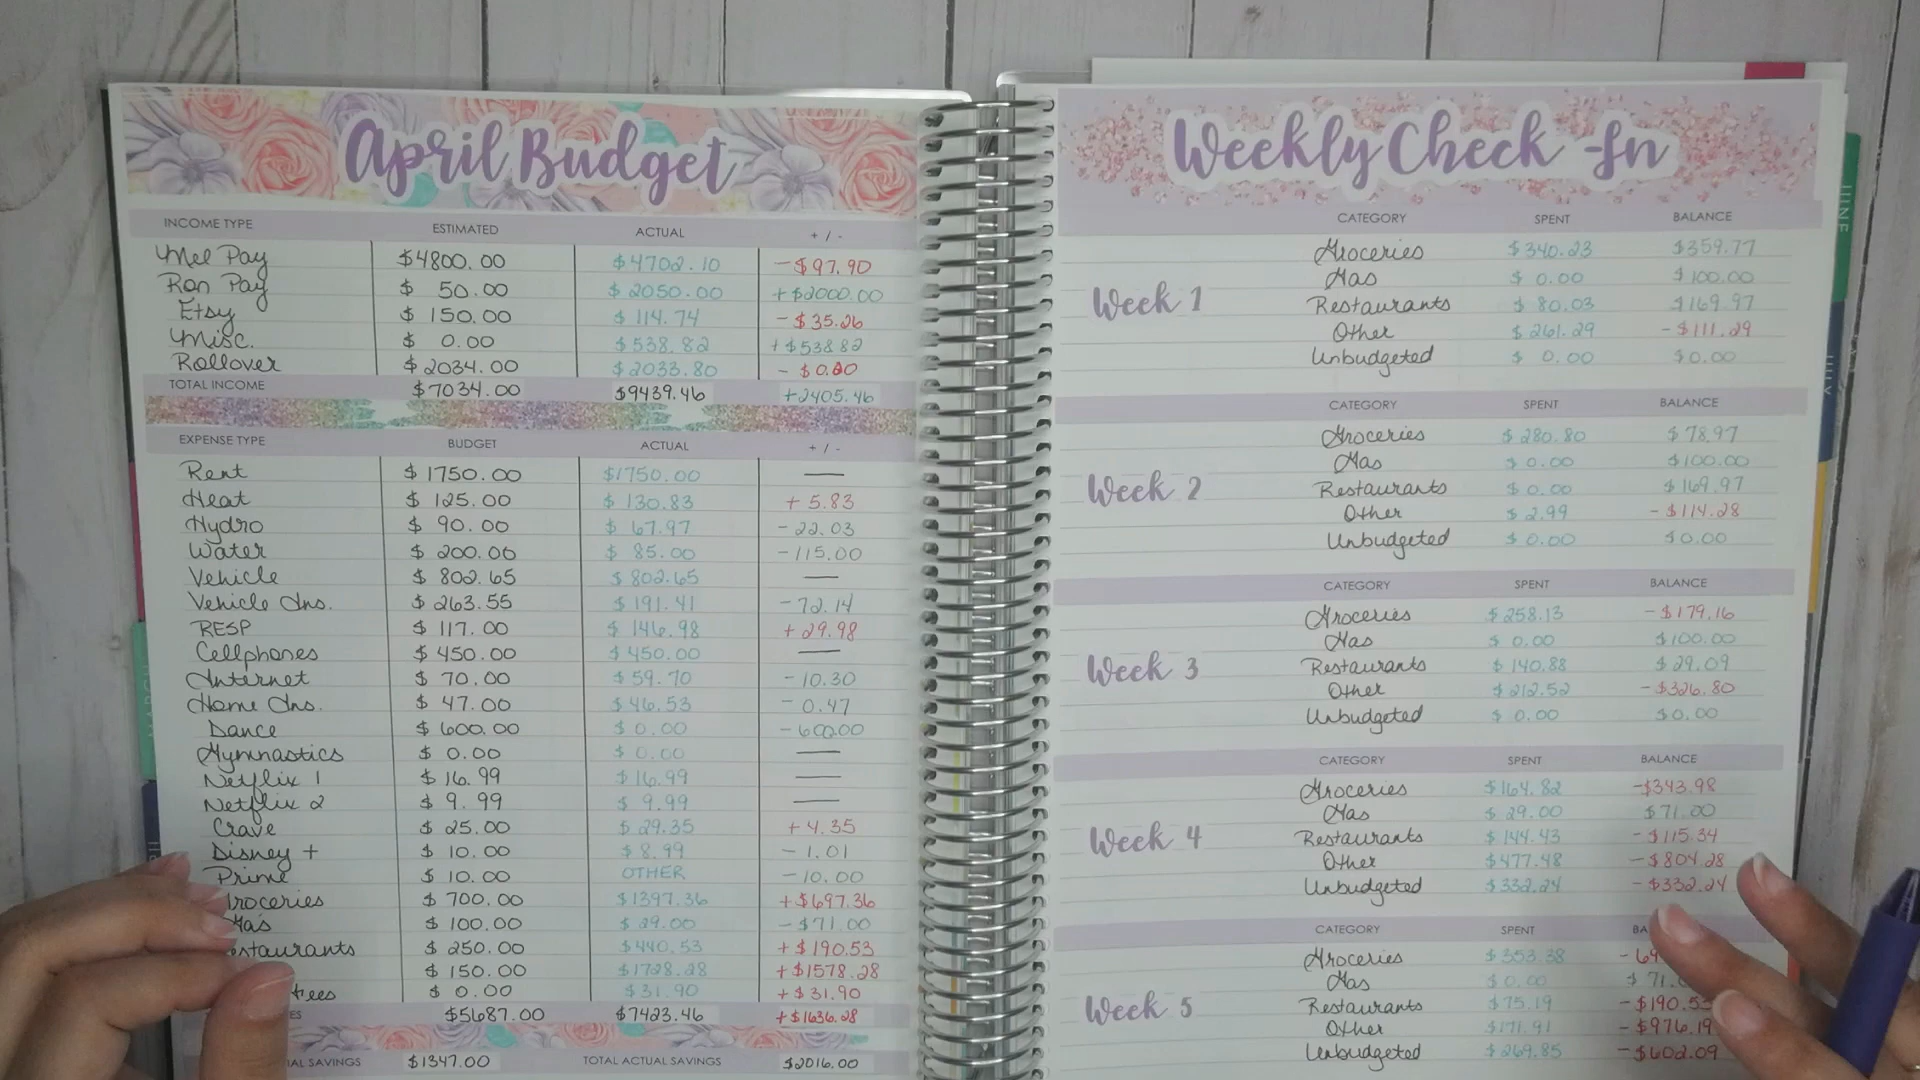 April Budget
INCOME TYPE ESTIMATED ACTUAL + / -
Mel Pay $4800.00 $4702.10 - $97.90
Ron Pay $ 50.00 $2050.00 + $2000.00
Etsy $ 150.00 $ 114.74 - $35.26
Misc. $ 0.00 $538.82 + $538.82
Rollover $2034.00 $2033.80 - $0.20
TOTAL INCOME $7034.00 $9439.46 +2405.46
EXPENSE TYPE BUDGET ACTUAL + / -
Rent $1750.00 $1750.00 —
Heat $ 125.00 $ 130.83 + 5.83
Hydro $ 90.00 $ 67.97 - 22.03
Water $ 200.00 $ 85.00 - 115.00
Vehicle $ 802.65 $ 802.65 —
Vehicle Ins. $ 263.55 $ 191.41 - 72.14
RESP $ 117.00 $ 146.98 + 29.98
Cellphones $ 450.00 $ 450.00 —
Internet $ 70.00 $ 59.70 - 10.30
Home Ins. $ 47.00 $ 46.53 - 0.47
Dance $ 600.00 $ 0.00 - 600.00
Gymnastics $ 0.00 $ 0.00 —
Netflix 1 $ 16.99 $ 16.99 —
Netflix 2 $ 9.99 $ 9.99 —
Crave $ 25.00 $ 29.35 + 4.35
Disney + $ 10.00 $ 8.99 - 1.01
Prime $ 10.00 OTHER - 10.00
roceries $ 700.00 $1397.36 + $697.36
Gas $ 100.00 $ 29.00 - $71.00
estaurants $ 250.00 $440.53 + $190.53
$ 150.00 $1728.28 + $1578.28
fees $ 0.00 $31.90 + $31.90
ES $5687.00 $7423.46 + $1636.28
AL SAVINGS $1347.00 TOTAL ACTUAL SAVINGS $2016.00
Weekly Check-In
CATEGORY SPENT BALANCE
Week 1
Groceries $340.23 $359.77
Gas $ 0.00 $100.00
Restaurants $ 80.03 $169.97
Other $ 261.29 - $111.29
Unbudgeted $ 0.00 $0.00
CATEGORY SPENT BALANCE
Week 2
Groceries $ 280.80 $ 78.97
Gas $ 0.00 $100.00
Restaurants $ 0.00 $ 169.97
Other $ 2.99 - $114.28
Unbudgeted $ 0.00 $0.00
CATEGORY SPENT BALANCE
Week 3
Groceries $ 258.13 - $179.16
Gas $ 0.00 $100.00
Restaurants $ 140.88 $ 29.09
Other $ 212.52 - $326.80
Unbudgeted $ 0.00 $0.00
CATEGORY SPENT BALANCE
Week 4
Groceries $164.82 -$343.98
Gas $ 29.00 $71.00
Restaurants $ 144.43 - $115.34
Other $477.48 - $804.28
Unbudgeted $332.24 - $332.24
CATEGORY SPENT BA
Week 5
Groceries $353.38 - 69
Gas $ 0.00 $ 71.
Restaurants $75.19 - $190.53
Other $171.91 - $976.19
Unbudgeted $269.85 - $602.09
JUNE
JULY
MARCH